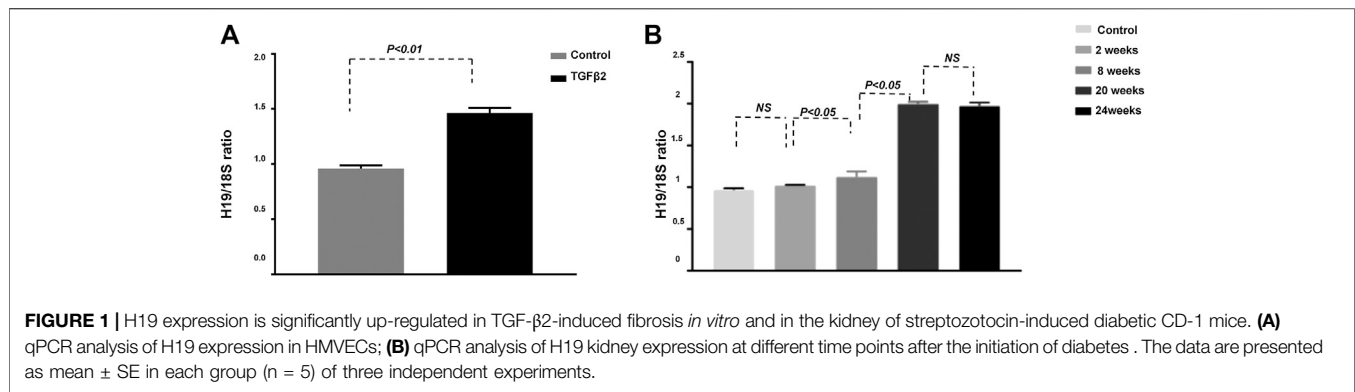 A
P<0.01
Control
TGFβ2
H19/18S ratio
2.0
1.5
1.0
0.5
0.0
B
NS
P<0.05
P<0.05
NS
Control
2 weeks
8 weeks
20 weeks
24weeks
H19/18S ratio
2.5
2
1.5
1
0.5
0
FIGURE 1 | H19 expression is significantly up-regulated in TGF-β2-induced fibrosis in vitro and in the kidney of streptozotocin-induced diabetic CD-1 mice. (A)
qPCR analysis of H19 expression in HMVECs; (B) qPCR analysis of H19 kidney expression at different time points after the initiation of diabetes . The data are presented
as mean ± SE in each group (n = 5) of three independent experiments.